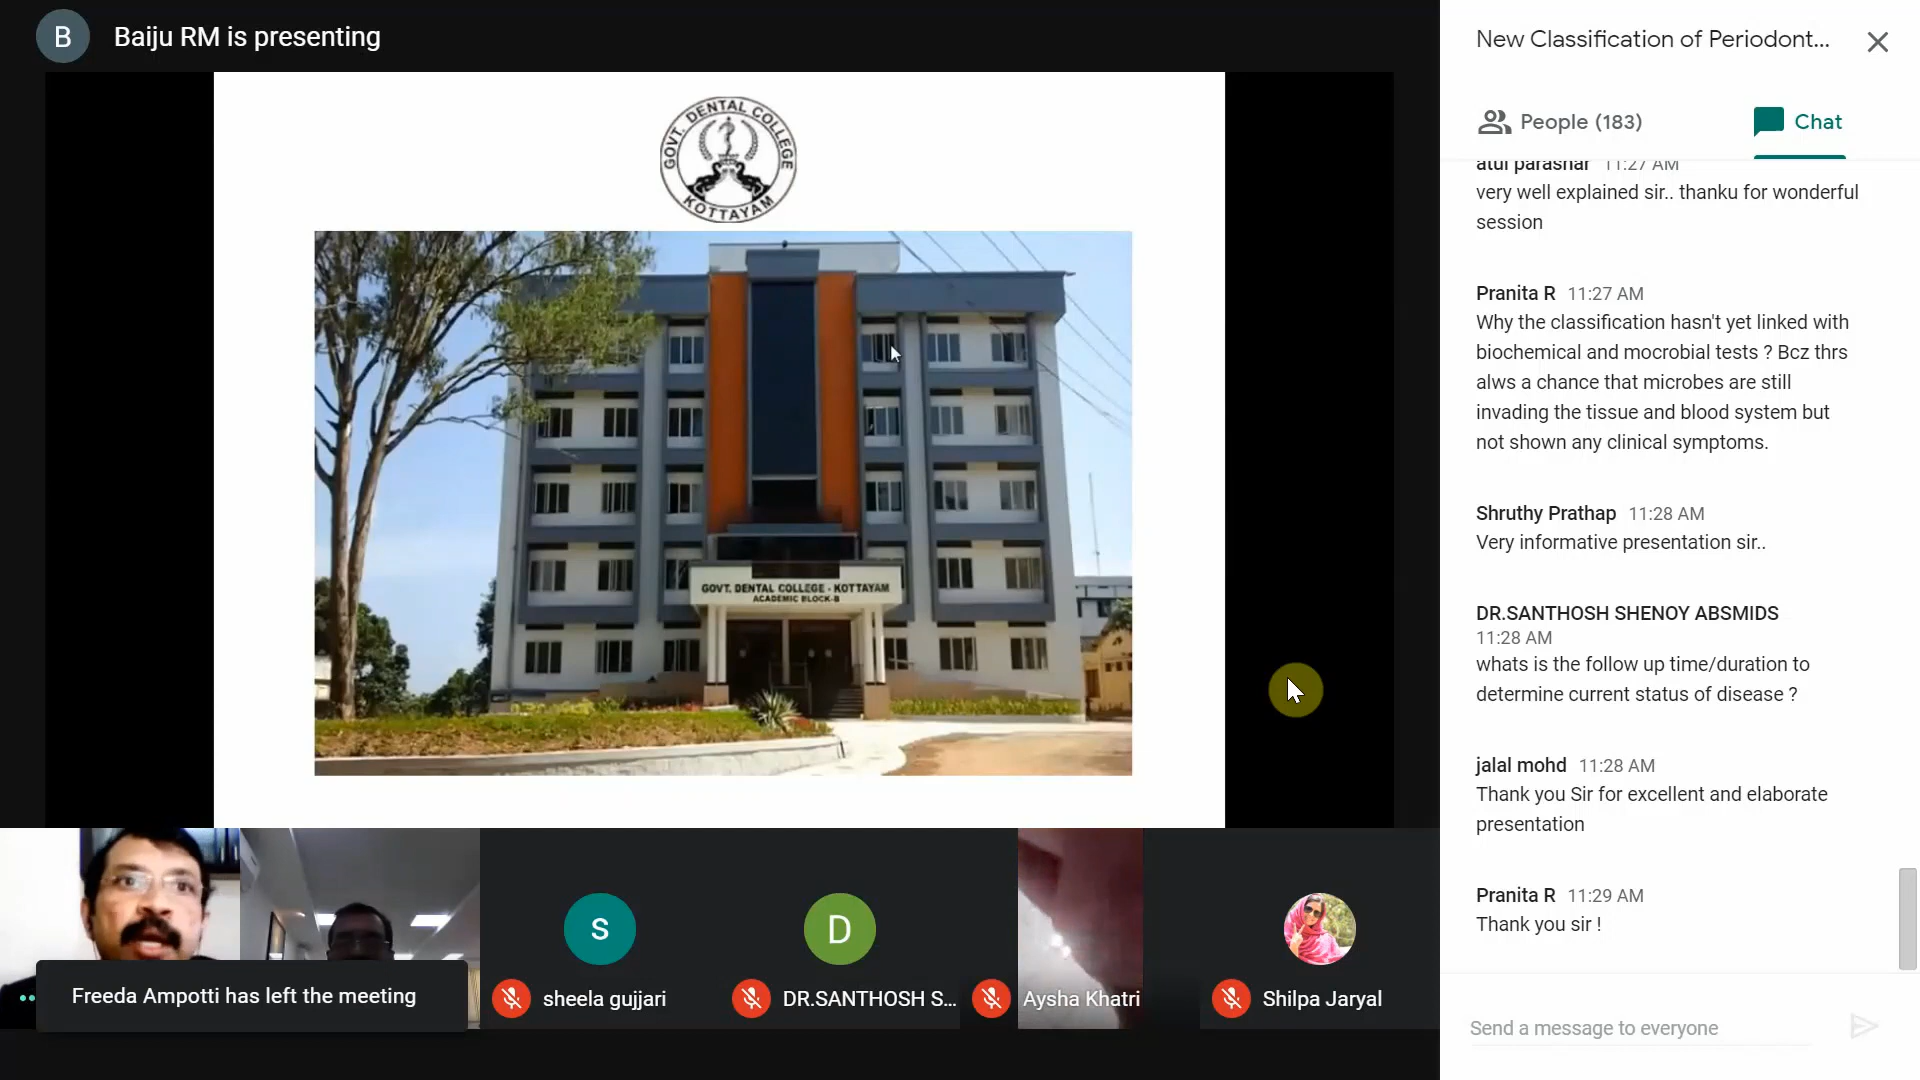 B
Baiju RM is presenting
GOVT. DENTAL COLLEGE
KOTTAYAM
GOVT. DENTAL COLLEGE - KOTTAYAM
ACADEMIC BLOCK-B
Freeda Ampotti has left the meeting
s
sheela gujjari
D
DR.SANTHOSH S...
Aysha Khatri
Shilpa Jaryal
New Classification of Periodont...
People (183)
Chat
atul parashar 11:27 AM
very well explained sir.. thanku for wonderful
session
Pranita R 11:27 AM
Why the classification hasn't yet linked with
biochemical and mocrobial tests ? Bcz thrs
alws a chance that microbes are still
invading the tissue and blood system but
not shown any clinical symptoms.
Shruthy Prathap 11:28 AM
Very informative presentation sir..
DR.SANTHOSH SHENOY ABSMIDS
11:28 AM
whats is the follow up time/duration to
determine current status of disease ?
jalal mohd 11:28 AM
Thank you Sir for excellent and elaborate
presentation
Pranita R 11:29 AM
Thank you sir !
Send a message to everyone